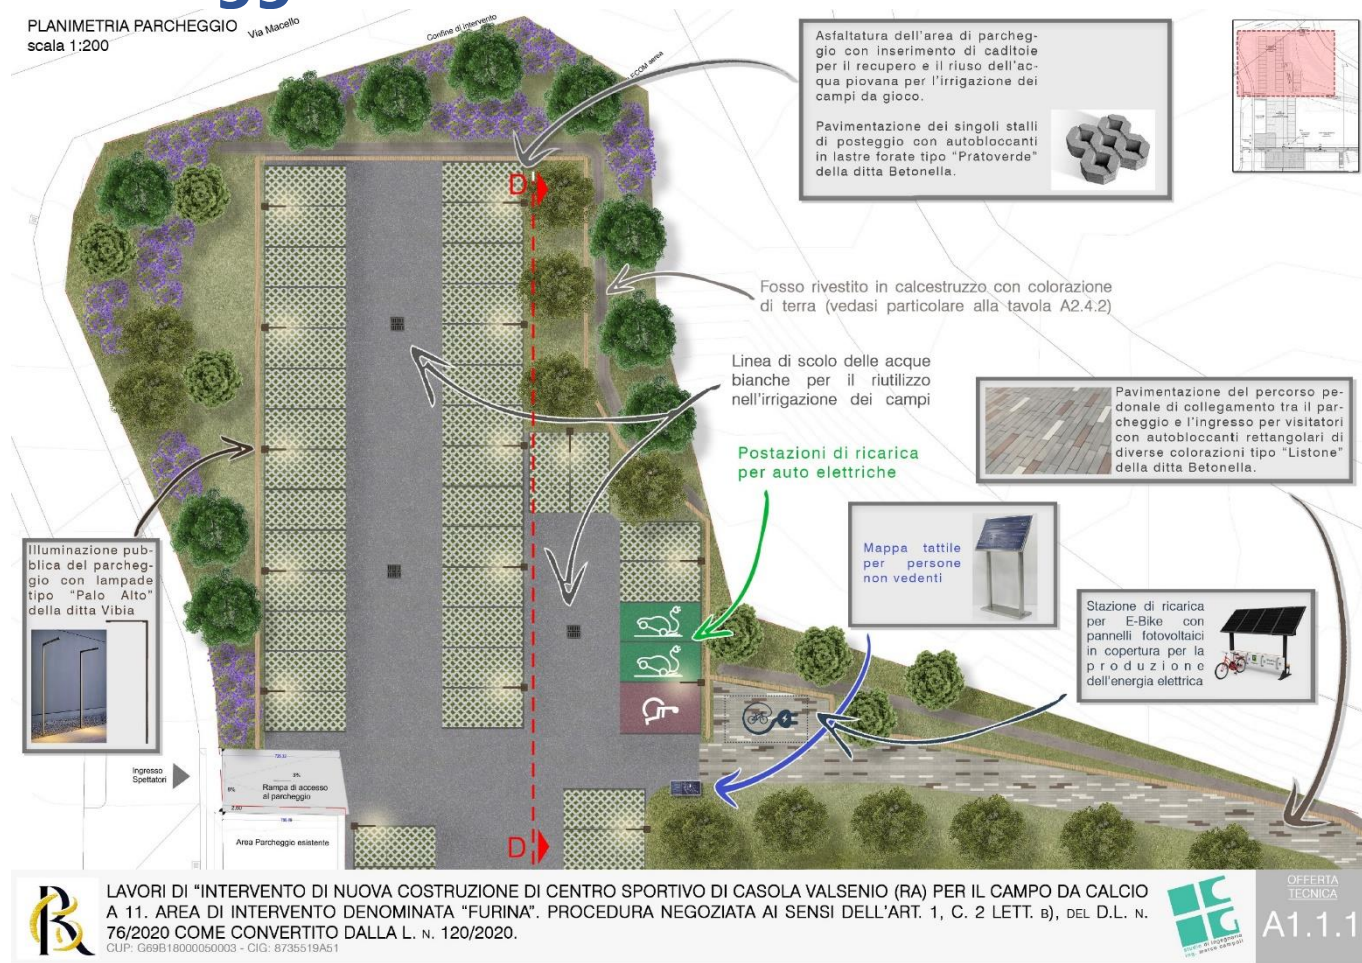 PLANIMETRIA PARCHEGGIO
scala 1:200
Via Macello
Confine di intervento
Asfaltatura dell'area di parcheg-
gio con inserimento di caditoie
per il recupero e il riuso dell'ac-
qua piovana per l'irrigazione dei
campi da gioco.
Pavimentazione dei singoli stalli
di posteggio con autobloccanti
in lastre forate tipo "Pratoverde"
della ditta Betonella.
D
Fosso rivestito in calcestruzzo con colorazione
di terra (vedasi particolare alla tavola A2.4.2)
Linea di scolo delle acque
bianche per il riutilizzo
nell'irrigazione dei campi
Pavimentazione del percorso pe-
donale di collegamento tra il par-
cheggio e l'ingresso per visitatori
con autobloccanti rettangolari di
diverse colorazioni tipo "Listone"
della ditta Betonella.
Postazioni di ricarica
per auto elettriche
Mappa tattile
per persone
non vedenti
Illuminazione pub-
blica del parcheg-
gio con lampade
tipo "Palo Alto"
della ditta Vibia
Stazione di ricarica
per E-Bike con
pannelli fotovoltaici
in copertura per la
produzione
dell'energia elettrica
Ingresso
Spettatori
Rampa di accesso
al parcheggio
Area Parcheggio esistente
D
LAVORI DI "INTERVENTO DI NUOVA COSTRUZIONE DI CENTRO SPORTIVO DI CASOLA VALSENIO (RA) PER IL CAMPO DA CALCIO
A 11. AREA DI INTERVENTO DENOMINATA "FURINA". PROCEDURA NEGOZIATA AI SENSI DELL'ART. 1, C. 2 LETT. B), DEL D.L. N.
76/2020 COME CONVERTITO DALLA L. N. 120/2020.
CUP: G69B18000050003 - CIG: 8735519A51
studio di ingegneria
ing. marco zampoli
OFFERTA
TECNICA
A1.1.1